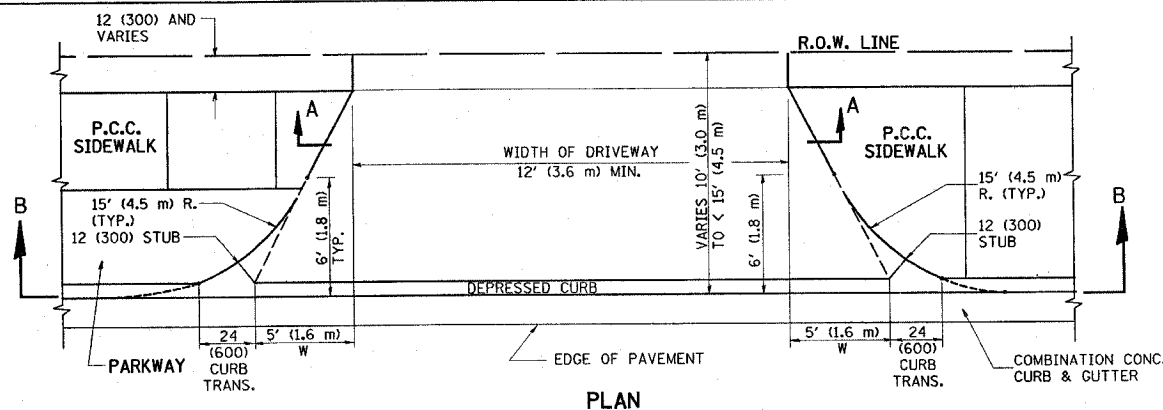 12 (300) AND
VARIES
R.O.W. LINE
A
A
P.C.C.
SIDEWALK
P.C.C.
SIDEWALK
WIDTH OF DRIVEWAY
12' (3.6 m) MIN.
VARIES 10' (3.0 m)
TO < 15' (4.5 m)
15' (4.5 m) R.
(TYP.)
12 (300) STUB
15' (4.5 m)
R. (TYP.)
12 (300)
STUB
B
B
6' (1.8 m)
TYP.
6' (1.8 m)
DEPRESSED CURB
24
(600)
CURB
TRANS.
5' (1.6 m)
W
5' (1.6 m)
W
24
(600)
CURB
TRANS.
PARKWAY
EDGE OF PAVEMENT
COMBINATION CONC.
CURB & GUTTER
PLAN